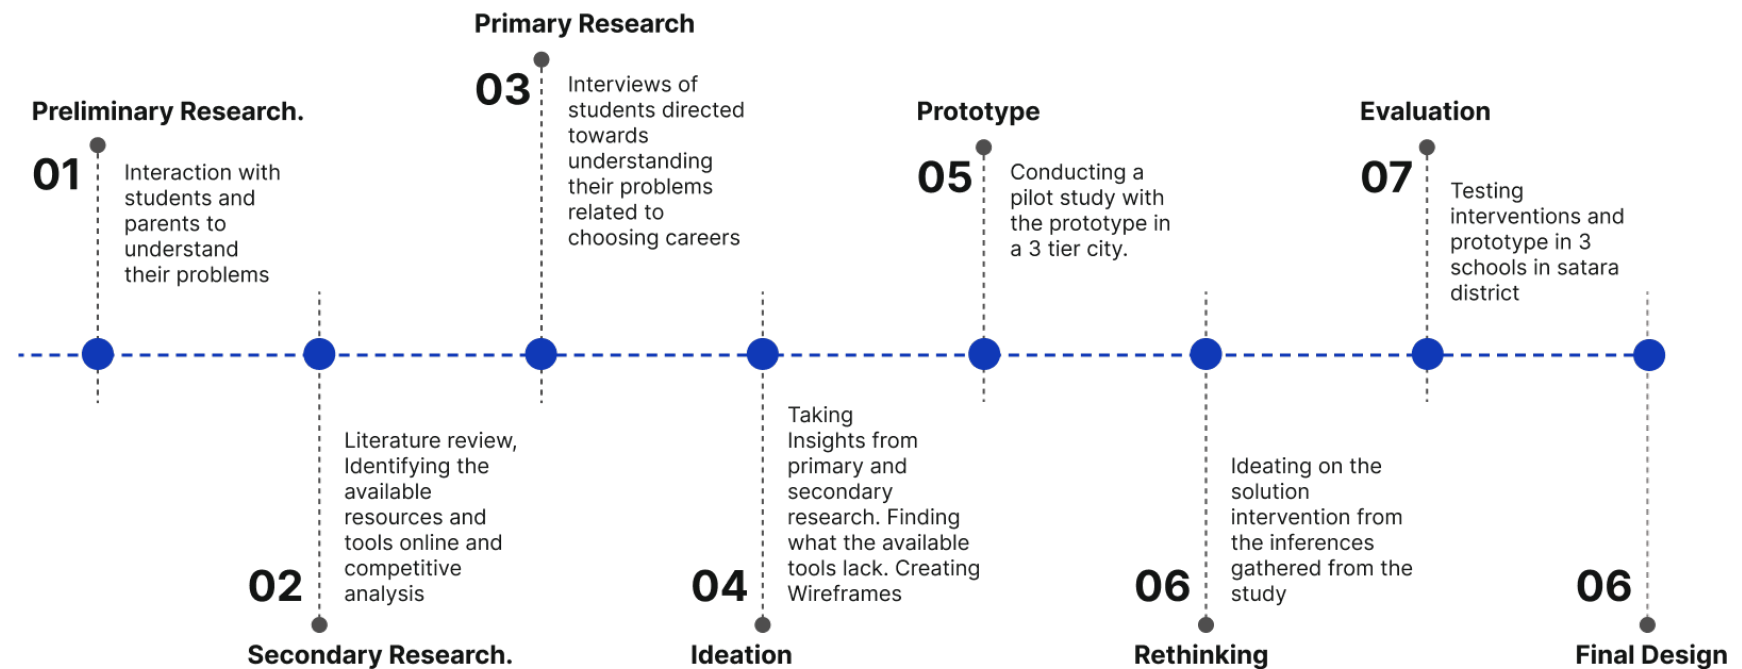 Preliminary Research.
01
Interaction with
students and
parents to
understand
their problems
02
Literature review,
Identifying the
available
resources and
tools online and
competitive
analysis
Secondary Research.
Primary Research
03
Interviews of
students directed
towards
understanding
their problems
related to
choosing careers
04
Taking
Insights from
primary and
secondary
research. Finding
what the available
tools lack. Creating
Wireframes
Ideation
Prototype
05
Conducting a
pilot study with
the prototype in
a 3 tier city.
06
Ideating on the
solution
intervention from
the inferences
gathered from the
study
Rethinking
Evaluation
07
Testing
interventions and
prototype in 3
schools in satara
district
06
Final Design